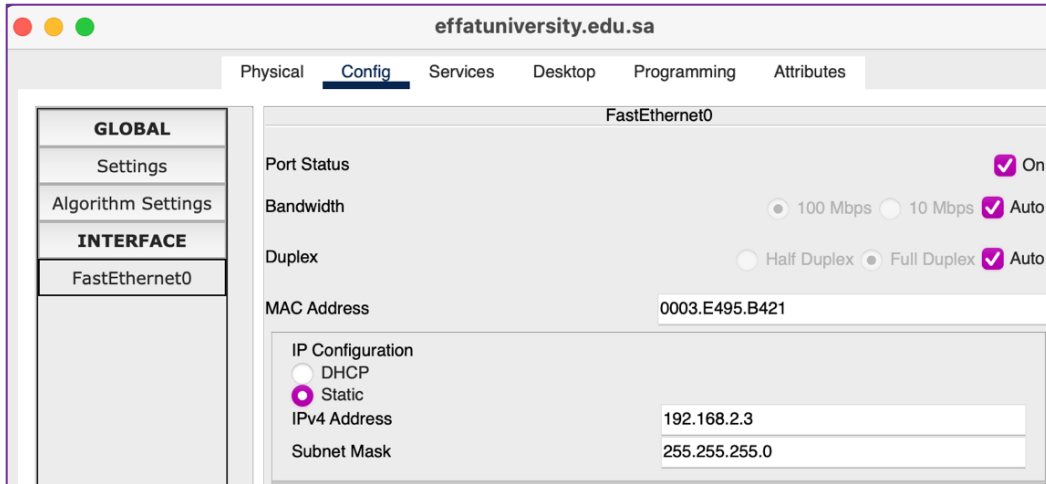 effatuniversity.edu.sa
Physical Config Services Desktop Programming Attributes
GLOBAL
Settings
Algorithm Settings
INTERFACE
FastEthernet0
FastEthernet0
Port Status On
Bandwidth 100 Mbps 10 Mbps Auto
Duplex Half Duplex Full Duplex Auto
MAC Address 0003.E495.B421
IP Configuration
DHCP
Static
IPv4 Address 192.168.2.3
Subnet Mask 255.255.255.0